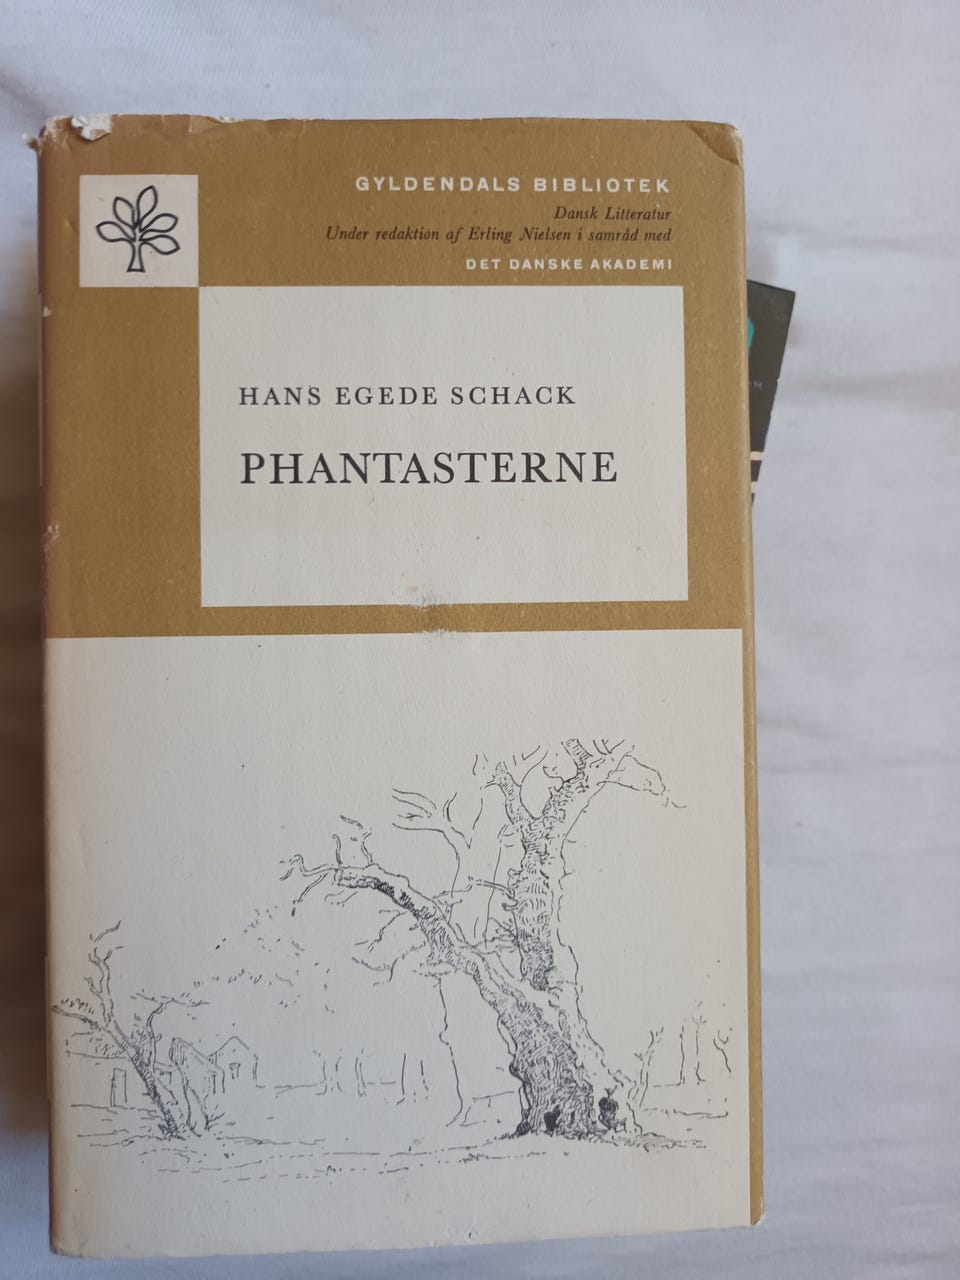 GYLDENDALS BIBLIOTEK
Dansk Litteratur
Under redaktion af Erling Nielsen i samråd med
DET DANSKE AKADEMI
HANS EGEDE SCHACK
PHANTASTERNE